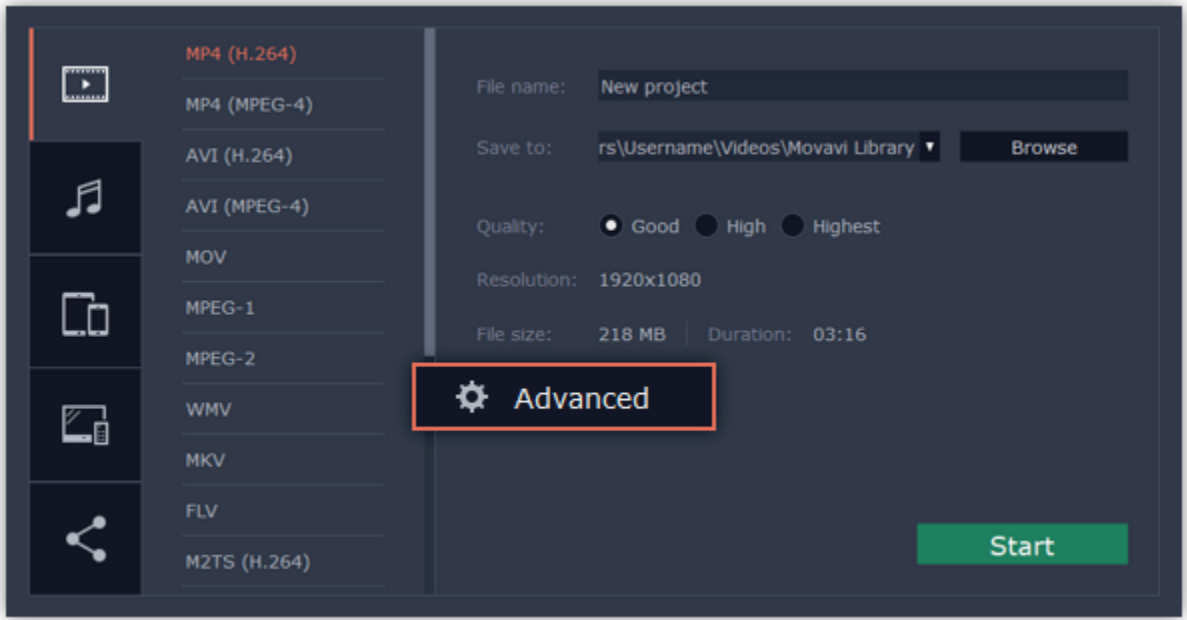 MP4 (H.264)
MP4 (MPEG-4)
AVI (H.264)
AVI (MPEG-4)
MOV
MPEG-1
MPEG-2
WMV
MKV
FLV
M2TS (H.264)
File name: New project
Save to: rs\Username\Videos\Movavi Library Browse
Quality: Good High Highest
Resolution: 1920x1080
File size: 218 MB Duration: 03:16
Advanced
Start